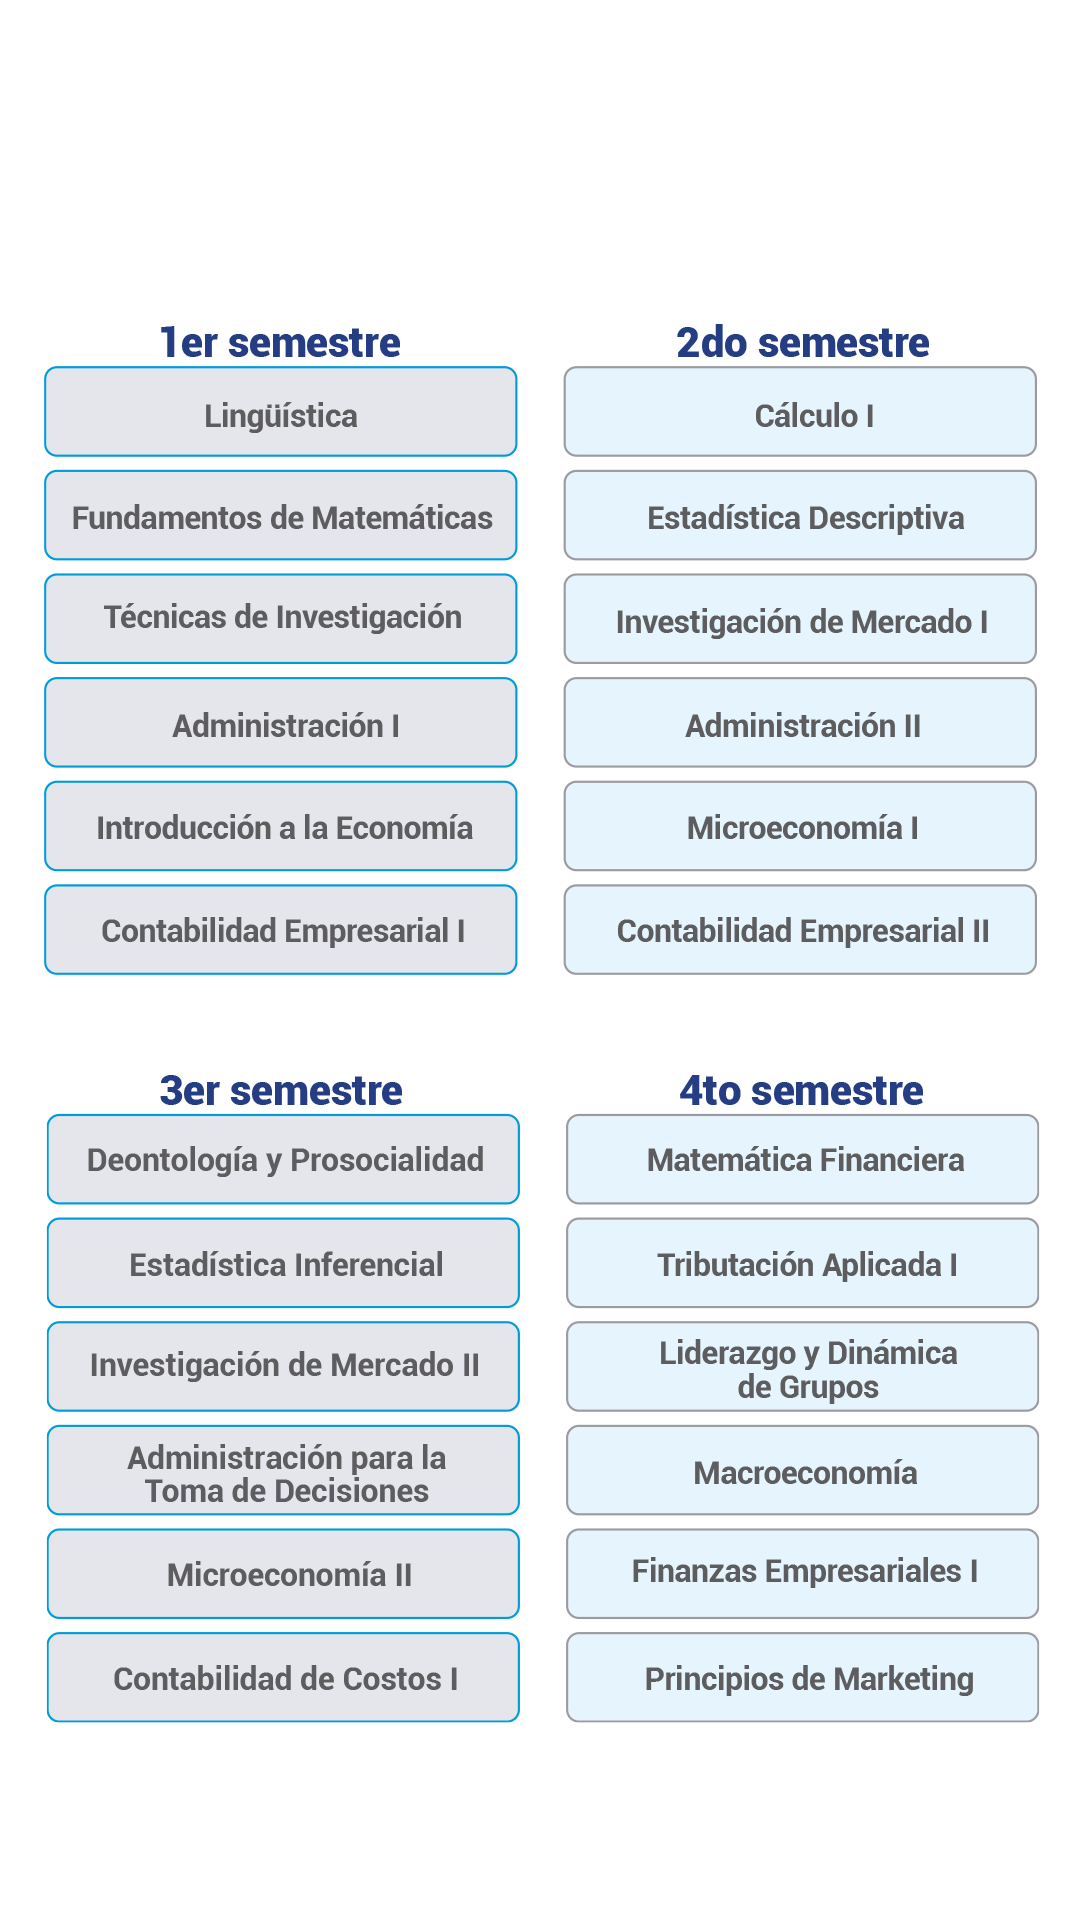 1er semestre
Lingüística
Fundamentos de Matemáticas
Técnicas de Investigación
Administración I
Introducción a la Economía
Contabilidad Empresarial I
2do semestre
Cálculo I
Estadística Descriptiva
Investigación de Mercado I
Administración II
Microeconomía I
Contabilidad Empresarial II
3er semestre
Deontología y Prosocialidad
Estadística Inferencial
Investigación de Mercado II
Administración para la
Toma de Decisiones
Microeconomía II
Contabilidad de Costos I
4to semestre
Matemática Financiera
Tributación Aplicada I
Liderazgo y Dinámica
de Grupos
Macroeconomía
Finanzas Empresariales I
Principios de Marketing